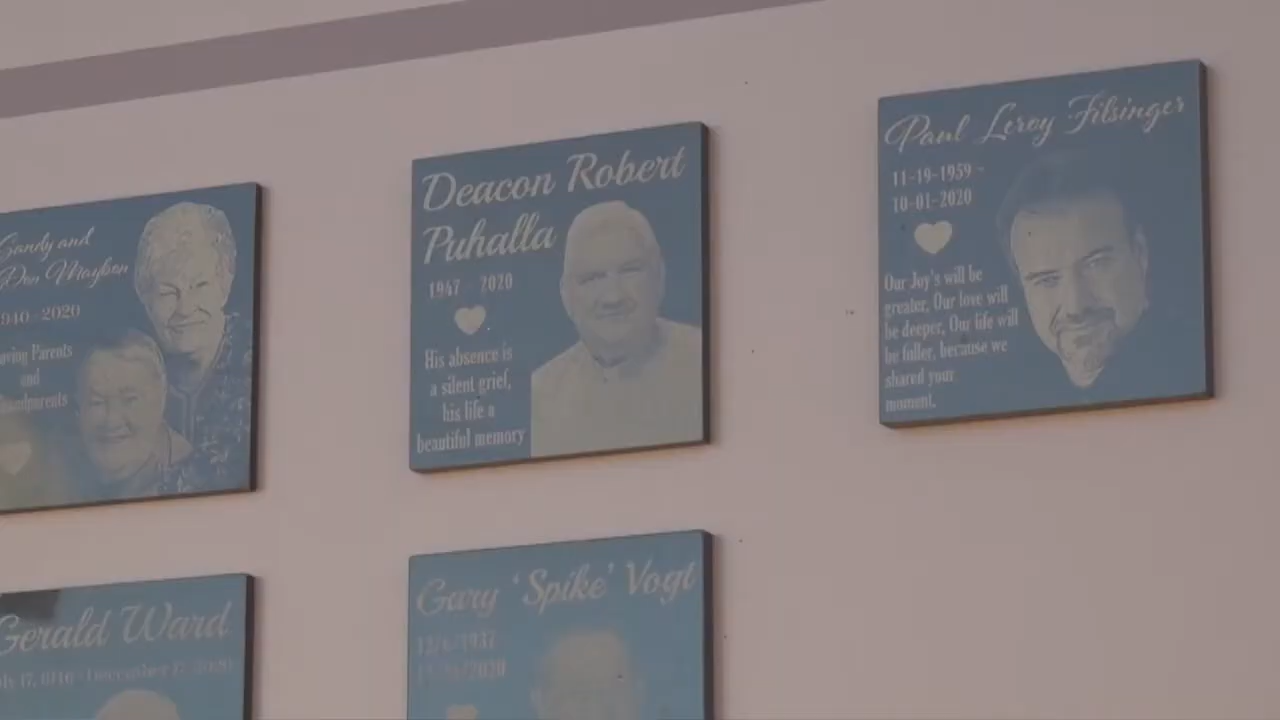 Sandy and
Don Maybon
1940 - 2020
Loving Parents
and
Grandparents
Deacon Robert
Puhalla
1947 - 2020
His absence is
a silent grief,
his life a
beautiful memory
Paul Leroy Filsinger
11-19-1959 -
10-01-2020
Our Joy's will be
greater, Our love will
be deeper, Our life will
be fuller, because we
shared your
moment.
Gerald Ward
Gary 'Spike' Vogt